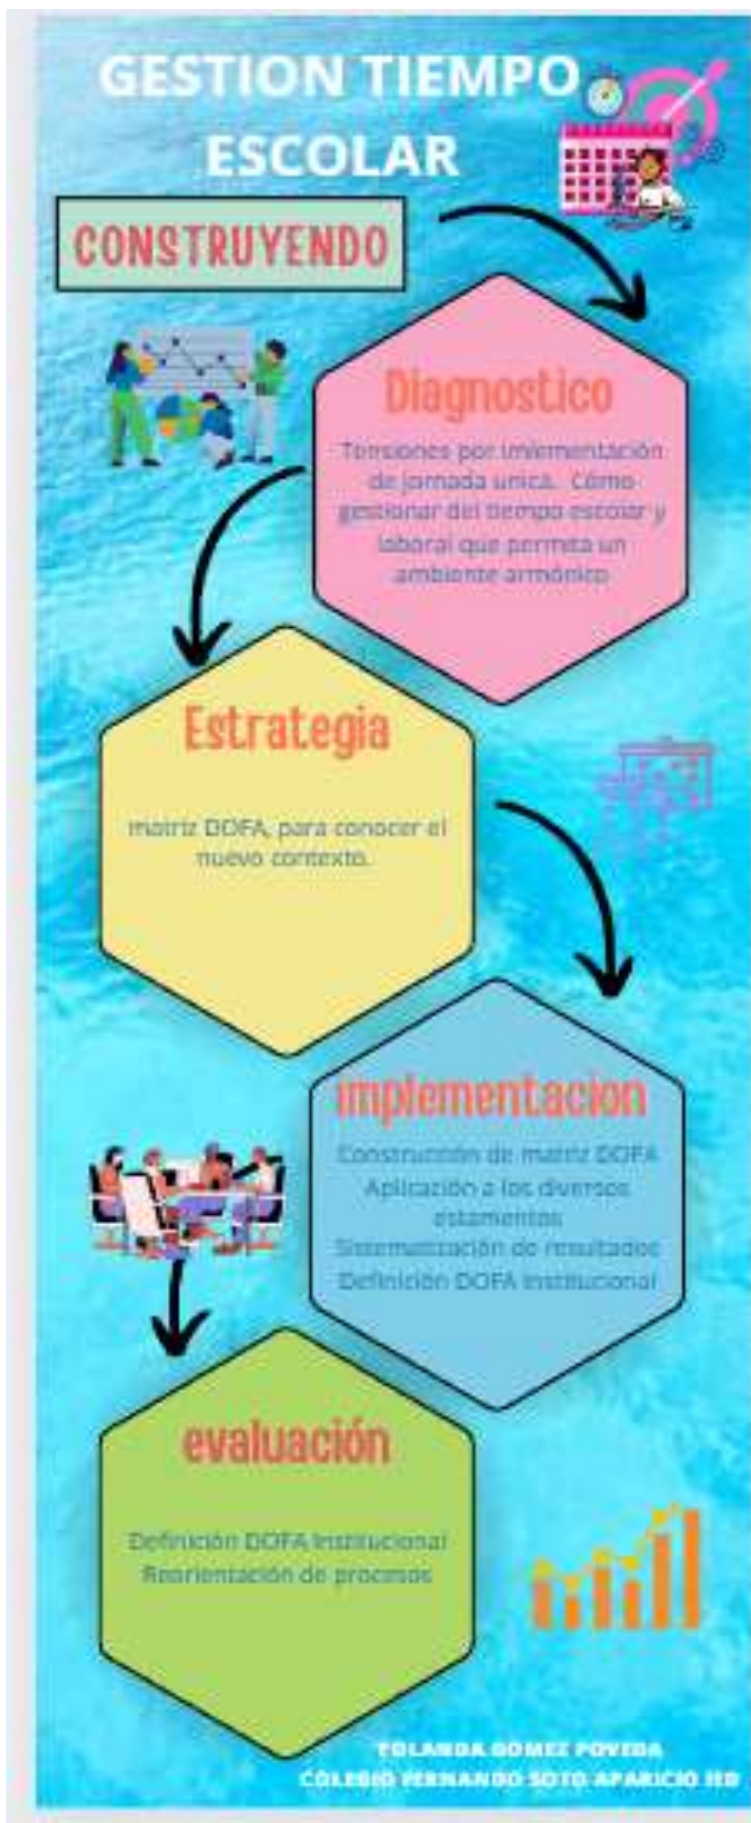 GESTION TIEMPO
ESCOLAR
CONSTRUYENDO
Diagnostico
Tensiones por imlementación
de jornada unica. Cómo
gestionar del tiempo escolar y
laboral que permita un
ambiente armónico
Estrategia
matriz DOFA, para conocer el
nuevo contexto.
implementacion
Construcción de matriz DOFA
Aplicación a los diversos
estamentos
Sistematización de resultados
Definición DOFA Institucional
evaluación
Definición DOFA Institucional
Reorientación de procesos
YOLANDA GOMEZ POVEDA
COLEGIO FERNANDO SOTO APARICIO IED